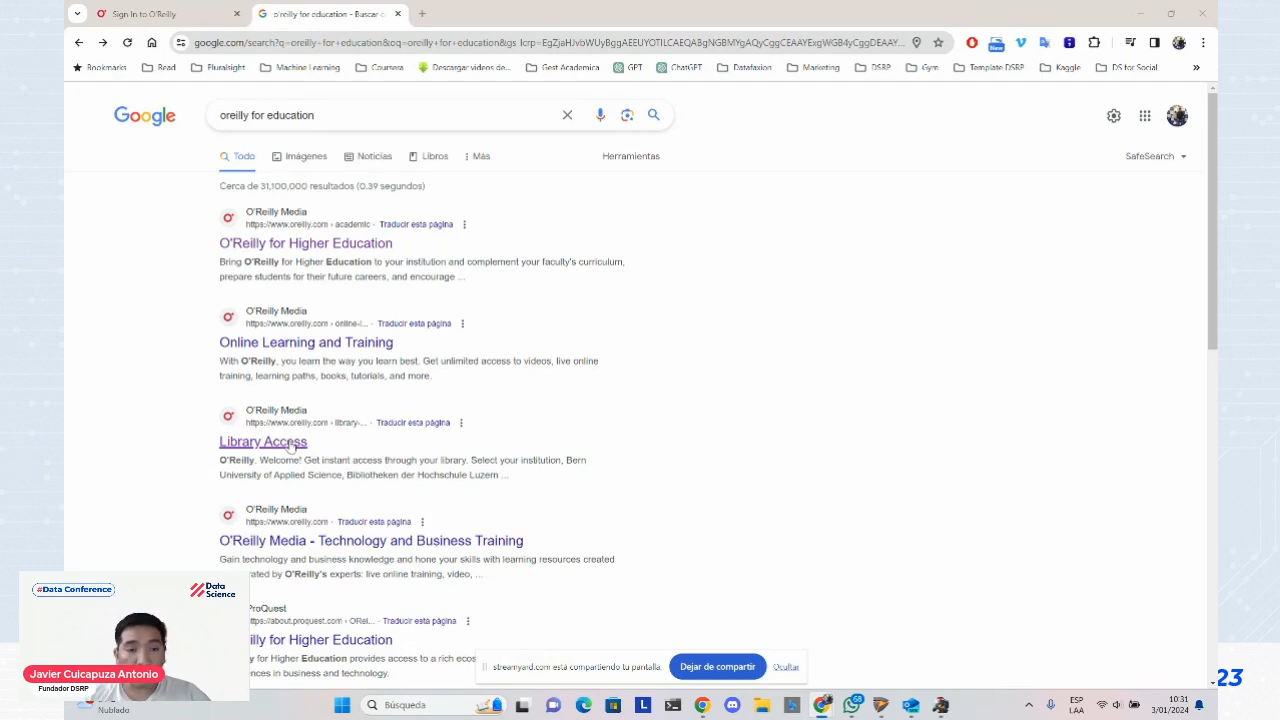 Sign In to O'Reilly
o'reilly for education - Buscar c
google.com/search?q=o%27reilly+for+education&oq=oreilly+for+education&gs_lcrp=
Bookmarks
Read
Pluralsight
Machine Learning
Coursera
Descargar vídeos de...
Gest Academica
GPT
ChatGPT
Datafaxion
Marketing
DSRP
Gym
Template DSRP
Kaggle
DS for Social
»
New
Google
oreilly for education
Todo
Imágenes
Noticias
Libros
Más
Herramientas
SafeSearch
Cerca de 31,100,000 resultados (0.39 segundos)
O'Reilly Media
https://www.oreilly.com › academic · Traducir esta página
O'Reilly for Higher Education
Bring O'Reilly for Higher Education to your institution and complement your faculty's curriculum,
prepare students for their future careers, and encourage ...
O'Reilly Media
https://www.oreilly.com › online-l... · Traducir esta página
Online Learning and Training
With O'Reilly, you learn the way you learn best. Get unlimited access to videos, live online
training, learning paths, books, tutorials, and more.
O'Reilly Media
https://www.oreilly.com › library-... · Traducir esta página
Library Access
O'Reilly. Welcome! Get instant access through your library. Select your institution, Bern
University of Applied Science, Bibliotheken der Hochschule Luzern ...
O'Reilly Media
https://www.oreilly.com · Traducir esta página
O'Reilly Media - Technology and Business Training
Gain technology and business knowledge and hone your skills with learning resources created
rated by O'Reilly's experts: live online training, video, ...
ProQuest
https://about.proquest.com › ORei... · Traducir esta página
illy for Higher Education
y for Higher Education provides access to a rich ecos
nces in business and technology.
streamyard.com está compartiendo tu pantalla.
Dejar de compartir
Ocultar
#Data Conference
Data
Science
Javier Culcapuza Antonio
Fundador DSRP
23
Nublado
Búsqueda
68
ESP
10:31
3/01/2024